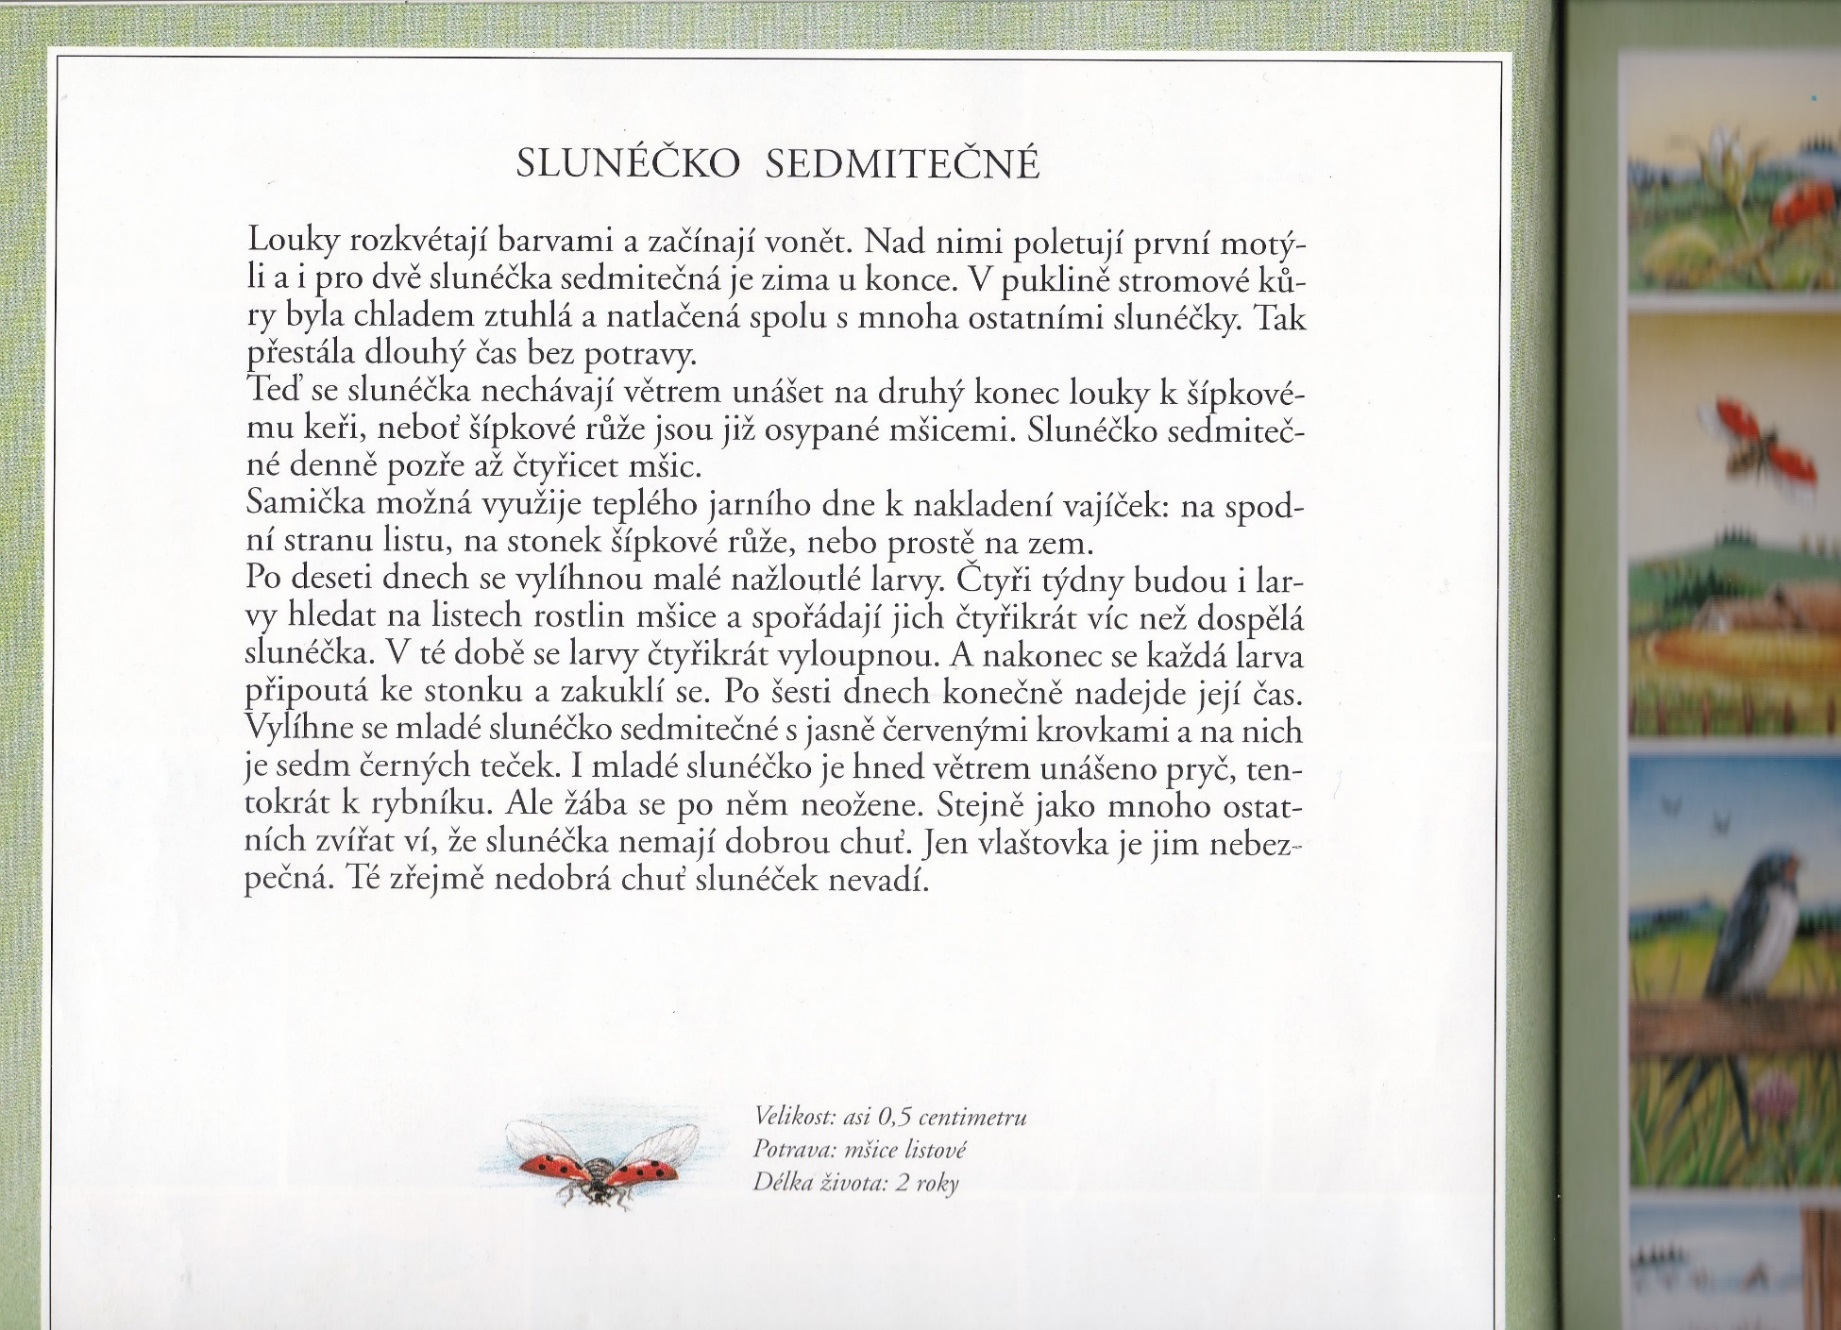 SLUNÉČKO SEDMITEČNÉ
Louky rozkvétají barvami a začínají vonět. Nad nimi poletují první motý-
li a i pro dvě slunéčka sedmitečná je zima u konce. V puklině stromové ků-
ry byla chladem ztuhlá a natlačená spolu s mnoha ostatními slunéčky. Tak
přestála dlouhý čas bez potravy.
Teď se slunéčka nechávají větrem unášet na druhý konec louky k šípkové-
mu keři, neboť šípkové růže jsou již osypané mšicemi. Slunéčko sedmiteč-
né denně pozře až čtyřicet mšic.
Samička možná využije teplého jarního dne k nakladení vajíček: na spod-
ní stranu listu, na stonek šípkové růže, nebo prostě na zem.
Po deseti dnech se vylíhnou malé nažloutlé larvy. Čtyři týdny budou i lar-
vy hledat na listech rostlin mšice a spořádají jich čtyřikrát víc než dospělá
slunéčka. V té době se larvy čtyřikrát vyloupnou. A nakonec se každá larva
připoutá ke stonku a zakuklí se. Po šesti dnech konečně nadejde její čas.
Vylíhne se mladé slunéčko sedmitečné s jasně červenými krovkami a na nich
je sedm černých teček. I mladé slunéčko je hned větrem unášeno pryč, ten-
tokrát k rybníku. Ale žába se po něm neožene. Stejně jako mnoho ostat-
ních zvířat ví, že slunéčka nemají dobrou chuť. Jen vlaštovka je jim nebez-
pečná. Té zřejmě nedobrá chuť slunéček nevadí.
Velikost: asi 0,5 centimetru
Potrava: mšice listové
Délka života: 2 roky